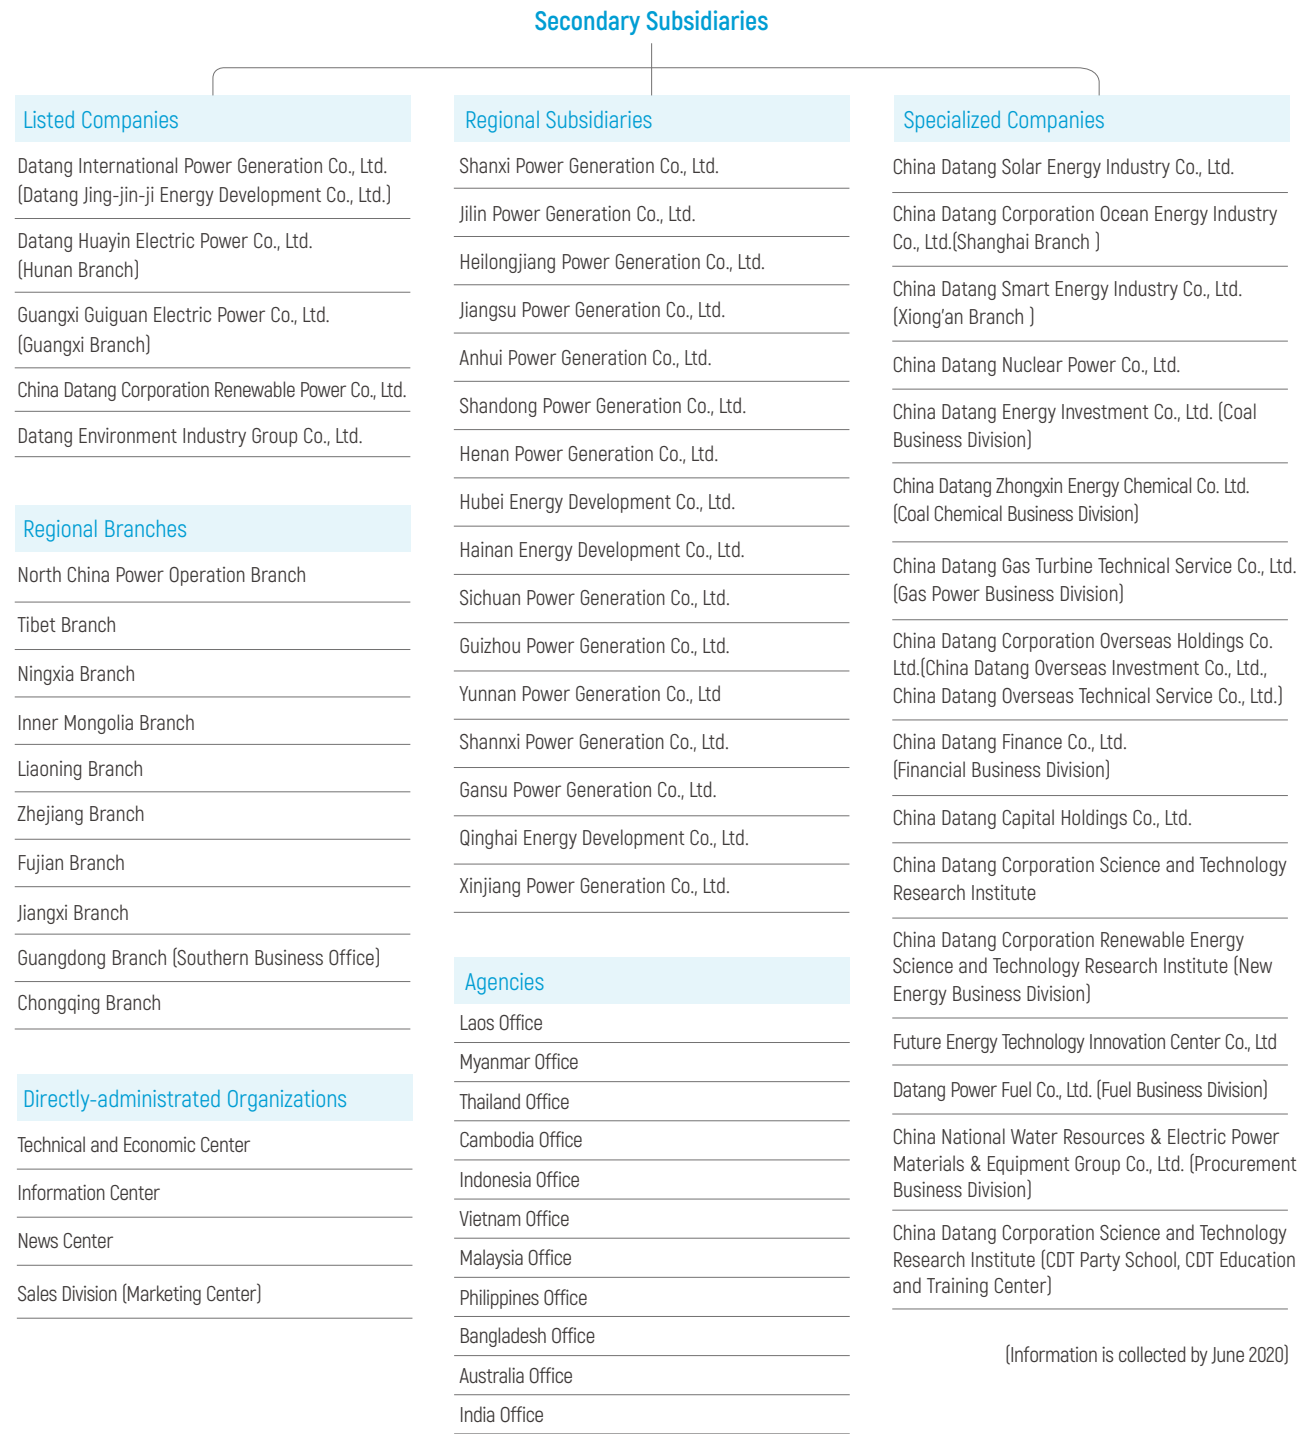 Secondary Subsidiaries
Listed Companies
Datang International Power Generation Co., Ltd.
(Datang Jing-jin-ji Energy Development Co., Ltd.)
Datang Huayin Electric Power Co., Ltd.
(Hunan Branch)
Guangxi Guiguan Electric Power Co., Ltd.
(Guangxi Branch)
China Datang Corporation Renewable Power Co., Ltd.
Datang Environment Industry Group Co., Ltd.
Regional Branches
North China Power Operation Branch
Tibet Branch
Ningxia Branch
Inner Mongolia Branch
Liaoning Branch
Zhejiang Branch
Fujian Branch
Jiangxi Branch
Guangdong Branch (Southern Business Office)
Chongqing Branch
Directly-administrated Organizations
Technical and Economic Center
Information Center
News Center
Sales Division (Marketing Center)
Regional Subsidiaries
Shanxi Power Generation Co., Ltd.
Jilin Power Generation Co., Ltd.
Heilongjiang Power Generation Co., Ltd.
Jiangsu Power Generation Co., Ltd.
Anhui Power Generation Co., Ltd.
Shandong Power Generation Co., Ltd.
Henan Power Generation Co., Ltd.
Hubei Energy Development Co., Ltd.
Hainan Energy Development Co., Ltd.
Sichuan Power Generation Co., Ltd.
Guizhou Power Generation Co., Ltd.
Yunnan Power Generation Co., Ltd
Shannxi Power Generation Co., Ltd.
Gansu Power Generation Co., Ltd.
Qinghai Energy Development Co., Ltd.
Xinjiang Power Generation Co., Ltd.
Agencies
Laos Office
Myanmar Office
Thailand Office
Cambodia Office
Indonesia Office
Vietnam Office
Malaysia Office
Philippines Office
Bangladesh Office
Australia Office
India Office
Specialized Companies
China Datang Solar Energy Industry Co., Ltd.
China Datang Corporation Ocean Energy Industry
Co., Ltd.(Shanghai Branch )
China Datang Smart Energy Industry Co., Ltd.
(Xiong'an Branch )
China Datang Nuclear Power Co., Ltd.
China Datang Energy Investment Co., Ltd. (Coal
Business Division)
China Datang Zhongxin Energy Chemical Co. Ltd.
(Coal Chemical Business Division)
China Datang Gas Turbine Technical Service Co., Ltd.
(Gas Power Business Division)
China Datang Corporation Overseas Holdings Co.
Ltd.(China Datang Overseas Investment Co., Ltd.,
China Datang Overseas Technical Service Co., Ltd.)
China Datang Finance Co., Ltd.
(Financial Business Division)
China Datang Capital Holdings Co., Ltd.
China Datang Corporation Science and Technology
Research Institute
China Datang Corporation Renewable Energy
Science and Technology Research Institute (New
Energy Business Division)
Future Energy Technology Innovation Center Co., Ltd
Datang Power Fuel Co., Ltd. (Fuel Business Division)
China National Water Resources & Electric Power
Materials & Equipment Group Co., Ltd. (Procurement
Business Division)
China Datang Corporation Science and Technology
Research Institute (CDT Party School, CDT Education
and Training Center)
(Information is collected by June 2020)